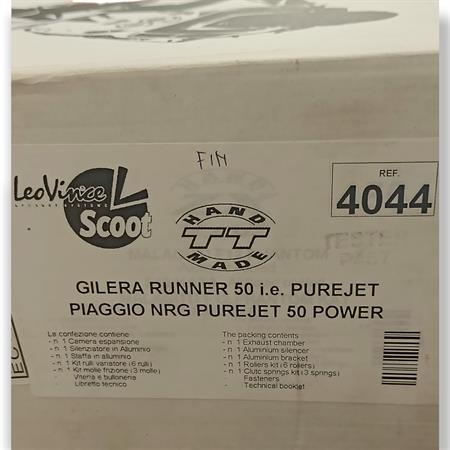 FIN
LeoVince
EXHAUST SYSTEMS
Scoot
HAND
TT
MADE
REF.
4044
TESTE
GILERA RUNNER 50 i.e. PUREJET
PIAGGIO NRG PUREJET 50 POWER
La confezione contiene
- n 1 Camera espansione
- n 1 Silenziatore in Alluminio
- n 1 Staffa in alluminio
- n 1 Kit rulli variatore (6 rulli)
- n 1 Kit molle frizione (3 molle)
Viteria e bulloneria
Libretto tecnico
The packing contents
- n 1 Exhaust chamber
- n 1 Aluminium silencer
- n 1 Aluminium bracket
- n 1 Rollers kit (6 rollers)
- n 1 Clutc springs kit (3 springs)
Fasteners
- Technical booklet